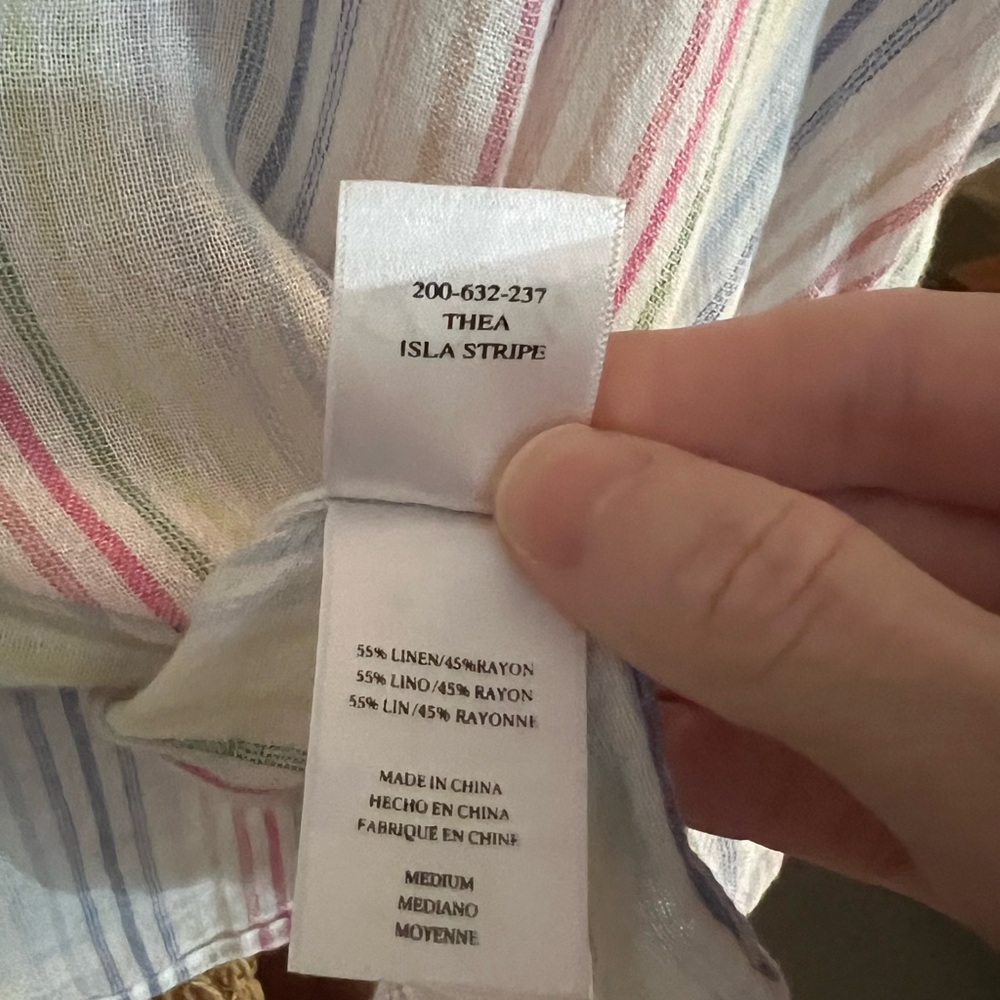 200-632-237
THEA
ISLA STRIPE
55% LINEN/45%RAYON
55% LINO/45% RAYON
55% LIN/45% RAYONNE
MADE IN CHINA
HECHO EN CHINA
FABRIQUÉ EN CHINE
MEDIUM
MEDIANO
MOYENNE